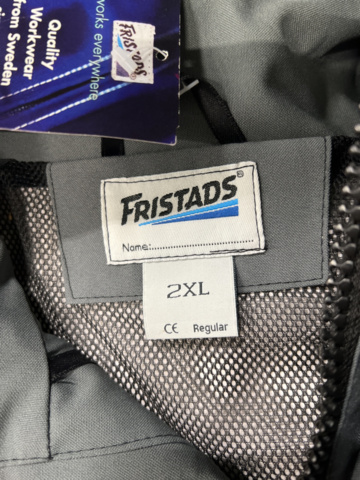 works everywhere
Quality
Workwear
from Sweden
FRISTADS
FRISTADS®
Name:
2XL
CE Regular